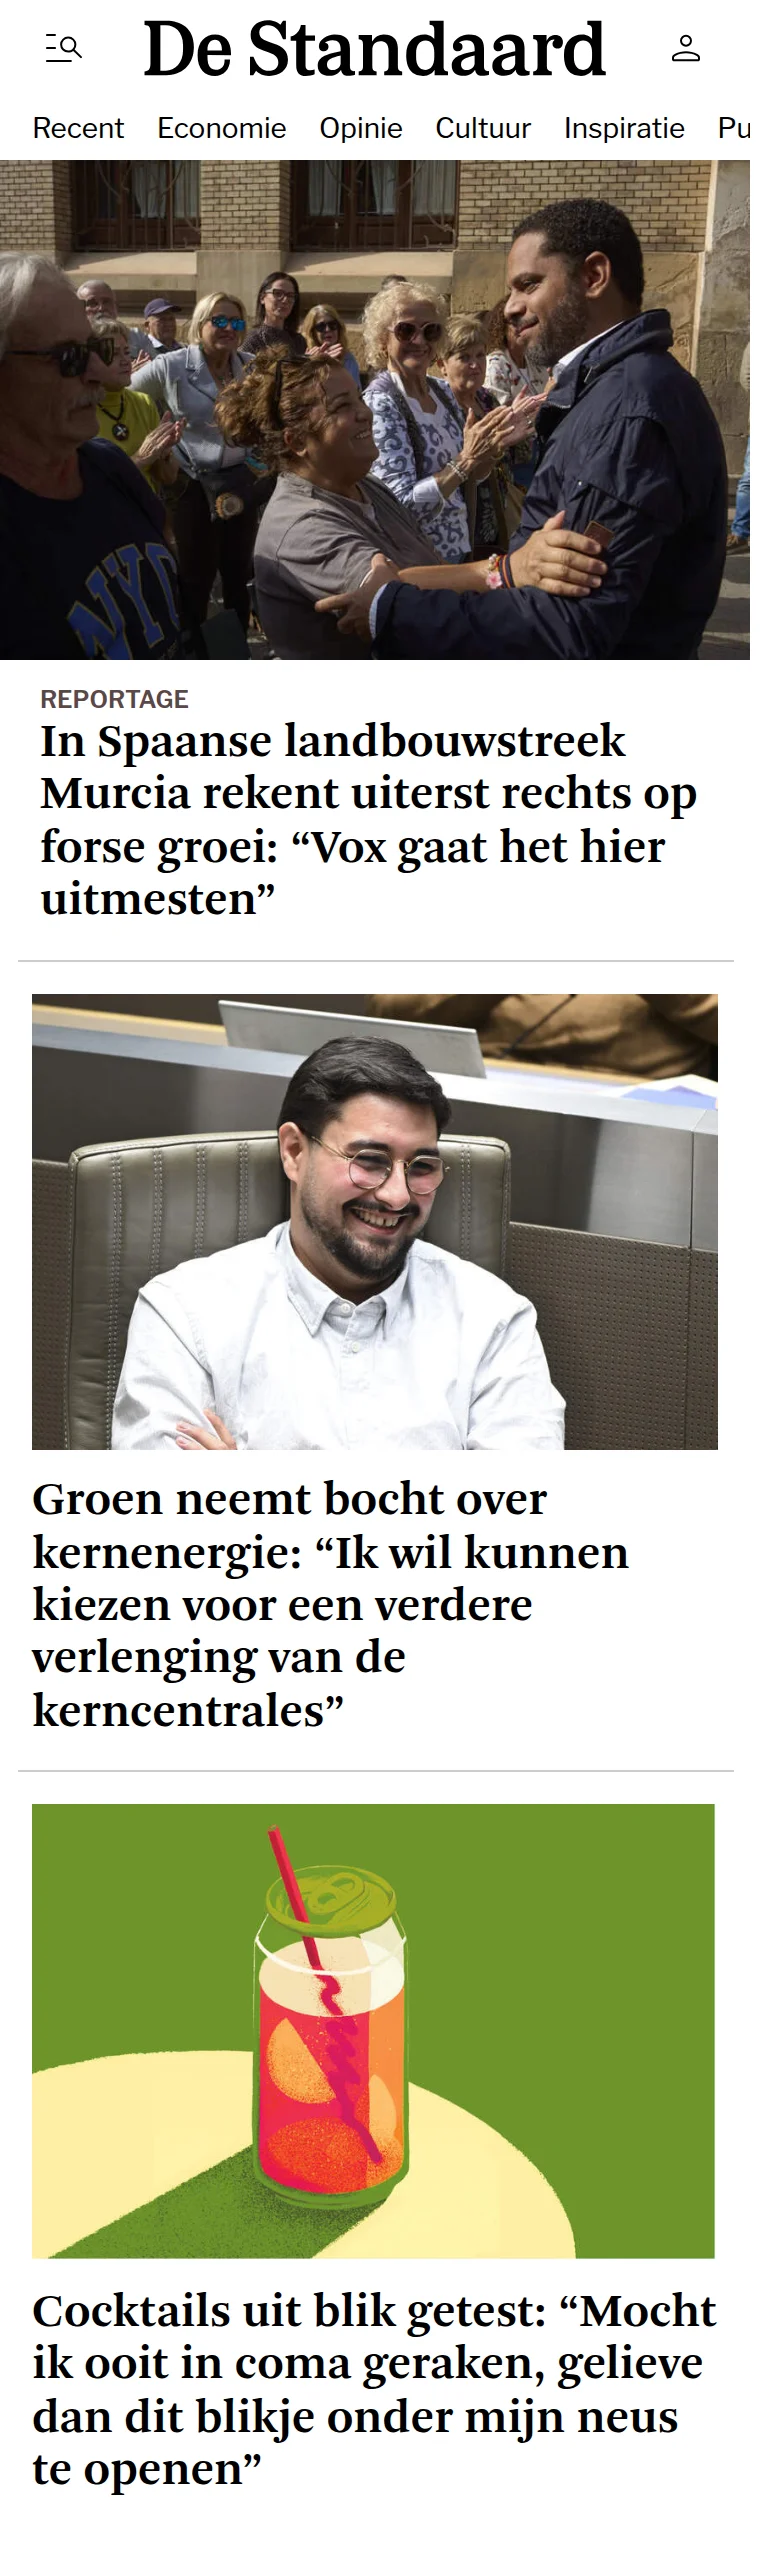 De Standaard
Recent Economie Opinie Cultuur Inspiratie Pu
NYC
REPORTAGE
In Spaanse landbouwstreek
Murcia rekent uiterst rechts op
forse groei: “Vox gaat het hier
uitmesten”
Groen neemt bocht over
kernenergie: “Ik wil kunnen
kiezen voor een verdere
verlenging van de
kerncentrales”
Cocktails uit blik getest: “Mocht
ik ooit in coma geraken, gelieve
dan dit blikje onder mijn neus
te openen”